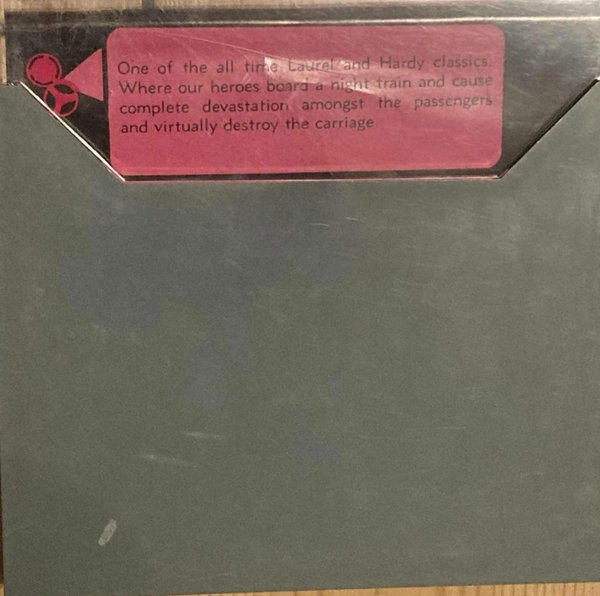 One of the all time Laurel and Hardy classics.
Where our heroes board a night train and cause
complete devastation amongst the passengers
and virtually destroy the carriage